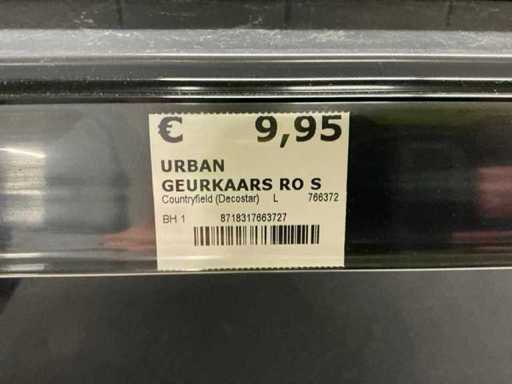 € 9,95
URBAN
GEURKAARS RO S
Countryfield (Decostar) L 766372
BH 1 8718317663727